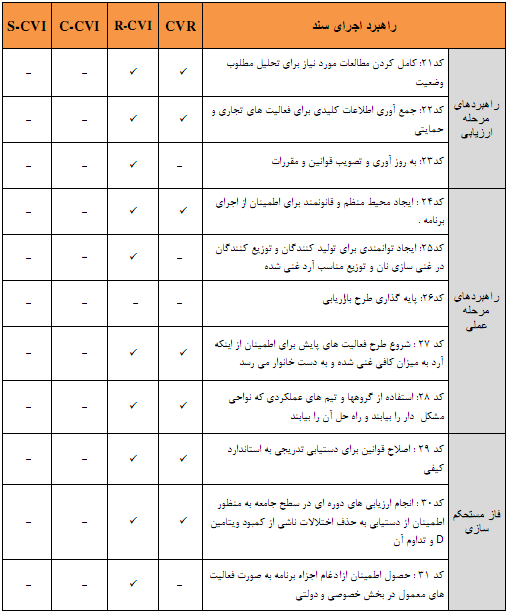 راهبرد اجرای سند CVR R-CVI C-CVI S-CVI
راهبردهای
مرحله
ارزیابی
کد۲۱: کامل کردن مطالعات مورد نیاز برای تحلیل مطلوب
وضعیت
✓ ✓ – –
کد۲۲: جمع آوری اطلاعات کلیدی برای فعالیت های تجاری و
حمایتی
✓ ✓ – –
کد۲۳: به روز آوری و تصویب قوانین و مقررات
– ✓ – –
راهبردهای
مرحله
عملی
کد۲۴ : ایجاد محیط منظم و قانونمند برای اطمینان از اجرای
برنامه .
✓ ✓ – –
کد۲۵: ایجاد توانمندی برای تولید کنندگان و توزیع کنندگان
در غنی سازی نان و توزیع مناسب آرد غنی شده
– ✓ – –
کد۲۶: پایه گذاری طرح بازاریابی
– – – –
کد ۲۷ : شروع طرح فعالیت های پایش برای اطمینان از اینکه
آرد به میزان کافی غنی شده و به دست خانوار می رسد
✓ ✓ – –
کد ۲۸ : استفاده از گروهها و تیم های عملکردی که نواحی
مشکل دار را بیابند و راه حل آن را بیابند
✓ ✓ – –
فاز مستحکم
سازی
کد ۲۹ : اصلاح قوانین برای دستیابی تدریجی به استاندارد
کیفی
✓ ✓ – –
کد۳۰: انجام ارزیابی های دوره ای در سطح جامعه به منظور
اطمینان از دستیابی به حذف اختلالات ناشی از کمبود ویتامین
D و تداوم آن
✓ ✓ – –
کد ۳۱ : حصول اطمینان ازادغام اجزاء برنامه به صورت فعالیت
های معمول در بخش خصوصی و دولتی
– ✓ – –